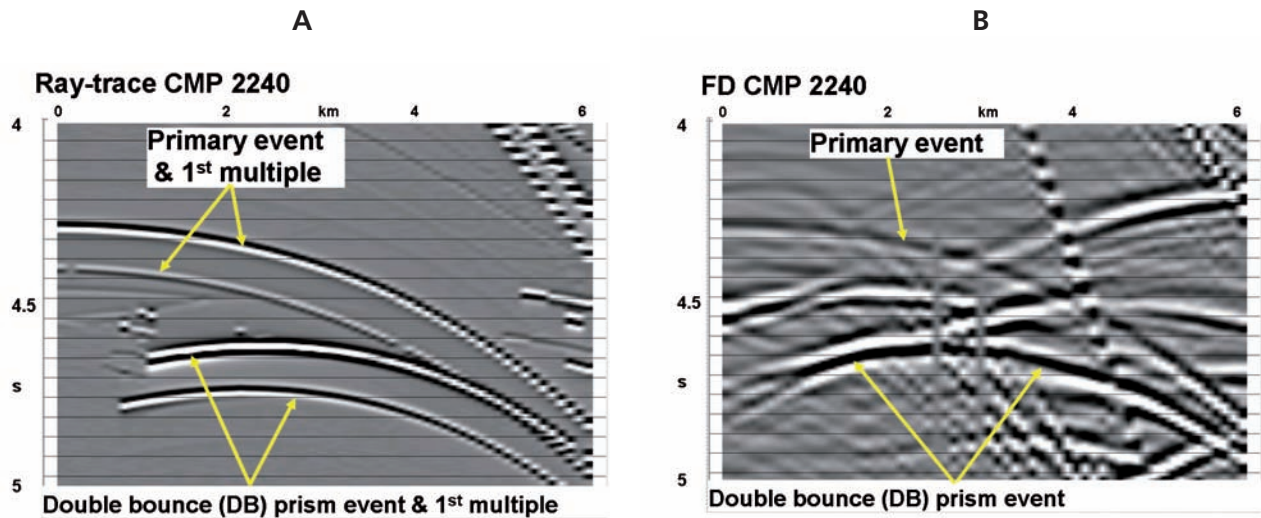 A
B
Ray-trace CMP 2240
0 2 km 4 6
4
Primary event
& 1st multiple
4.5
s
5
Double bounce (DB) prism event & 1st multiple
FD CMP 2240
0 2 km 4 6
4
Primary event
4.5
s
5
Double bounce (DB) prism event